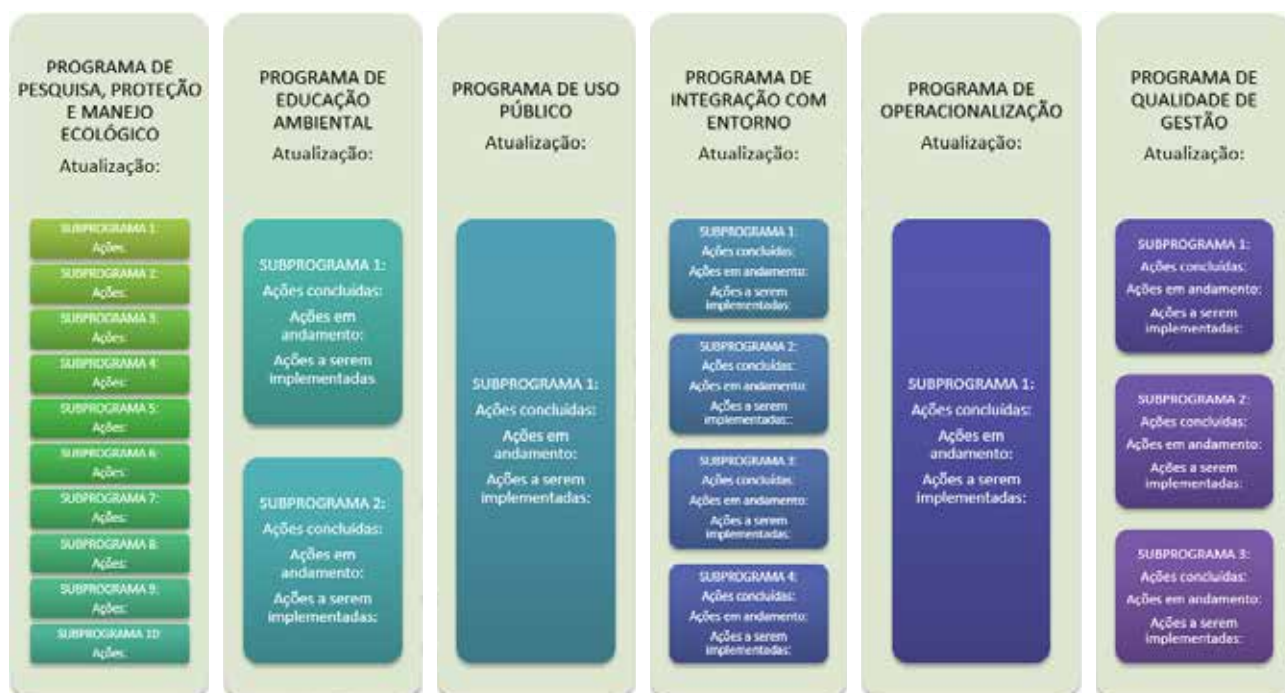 PROGRAMA DE
PESQUISA, PROTEÇÃO
E MANEJO
ECOLÓGICO
Atualização:
SUBPROGRAMA 1:
Ações:
SUBPROGRAMA 2:
Ações:
SUBPROGRAMA 3:
Ações:
SUBPROGRAMA 4:
Ações:
SUBPROGRAMA 5:
Ações:
SUBPROGRAMA 6:
Ações:
SUBPROGRAMA 7:
Ações:
SUBPROGRAMA 8:
Ações:
SUBPROGRAMA 9:
Ações:
SUBPROGRAMA 10:
Ações:
PROGRAMA DE
EDUCAÇÃO
AMBIENTAL
Atualização:
SUBPROGRAMA 1:
Ações concluídas:
Ações em
andamento:
Ações a serem
implementadas
SUBPROGRAMA 2:
Ações concluídas:
Ações em
andamento:
Ações a serem
implementadas:
PROGRAMA DE USO
PÚBLICO
Atualização:
SUBPROGRAMA 1:
Ações concluídas:
Ações em
andamento:
Ações a serem
implementadas:
PROGRAMA DE
INTEGRAÇÃO COM
ENTORNO
Atualização:
SUBPROGRAMA 1:
Ações concluídas:
Ações em andamento:
Ações a serem
implementadas:
SUBPROGRAMA 2:
Ações concluídas:
Ações em andamento:
Ações a serem
implementadas::
SUBPROGRAMA 3:
Ações concluídas:
Ações em andamento:
Ações a serem
implementadas:
SUBPROGRAMA 4:
Ações concluídas:
Ações em andamento:
Ações a serem
implementadas:
PROGRAMA DE
OPERACIONALIZAÇÃO
Atualização:
SUBPROGRAMA 1:
Ações concluídas:
Ações em
andamento:
Ações a serem
implementadas:
PROGRAMA DE
QUALIDADE DE
GESTÃO
Atualização:
SUBPROGRAMA 1:
Ações concluídas:
Ações em andamento:
Ações a serem
implementadas:
SUBPROGRAMA 2:
Ações concluídas:
Ações em andamento:
Ações a serem
implementadas:
SUBPROGRAMA 3:
Ações concluídas:
Ações em andamento:
Ações a serem
implementadas: